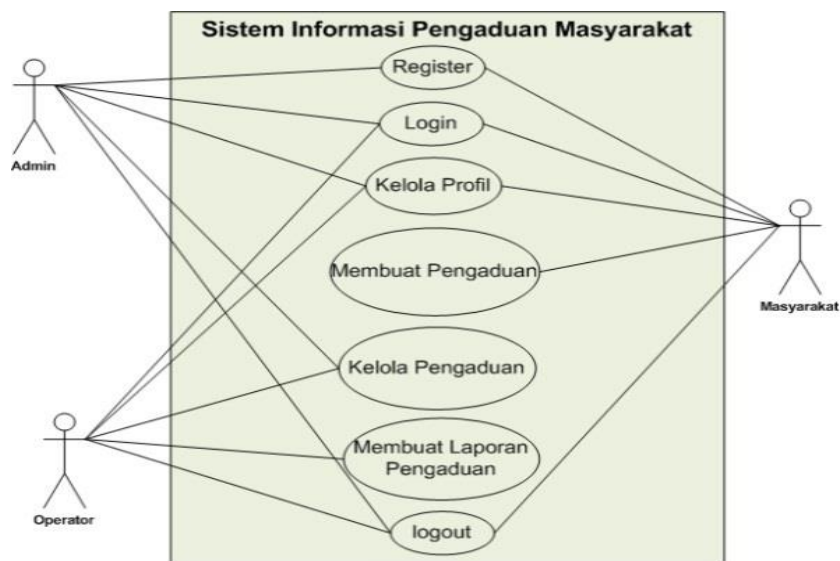 Sistem Informasi Pengaduan Masyarakat
Register
Login
Kelola Profil
Membuat Pengaduan
Kelola Pengaduan
Membuat Laporan
Pengaduan
logout
Admin
Operator
Masyarakat